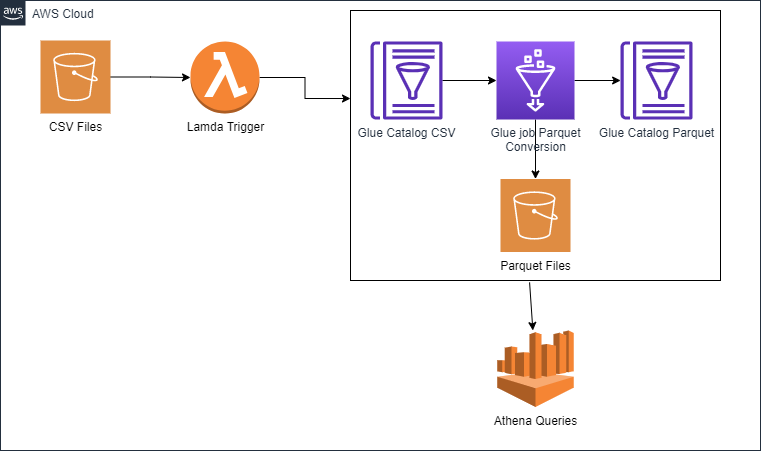 aws
AWS Cloud
CSV Files
Lamda Trigger
Glue Catalog CSV
Glue job Parquet
Conversion
Glue Catalog Parquet
Parquet Files
Athena Queries